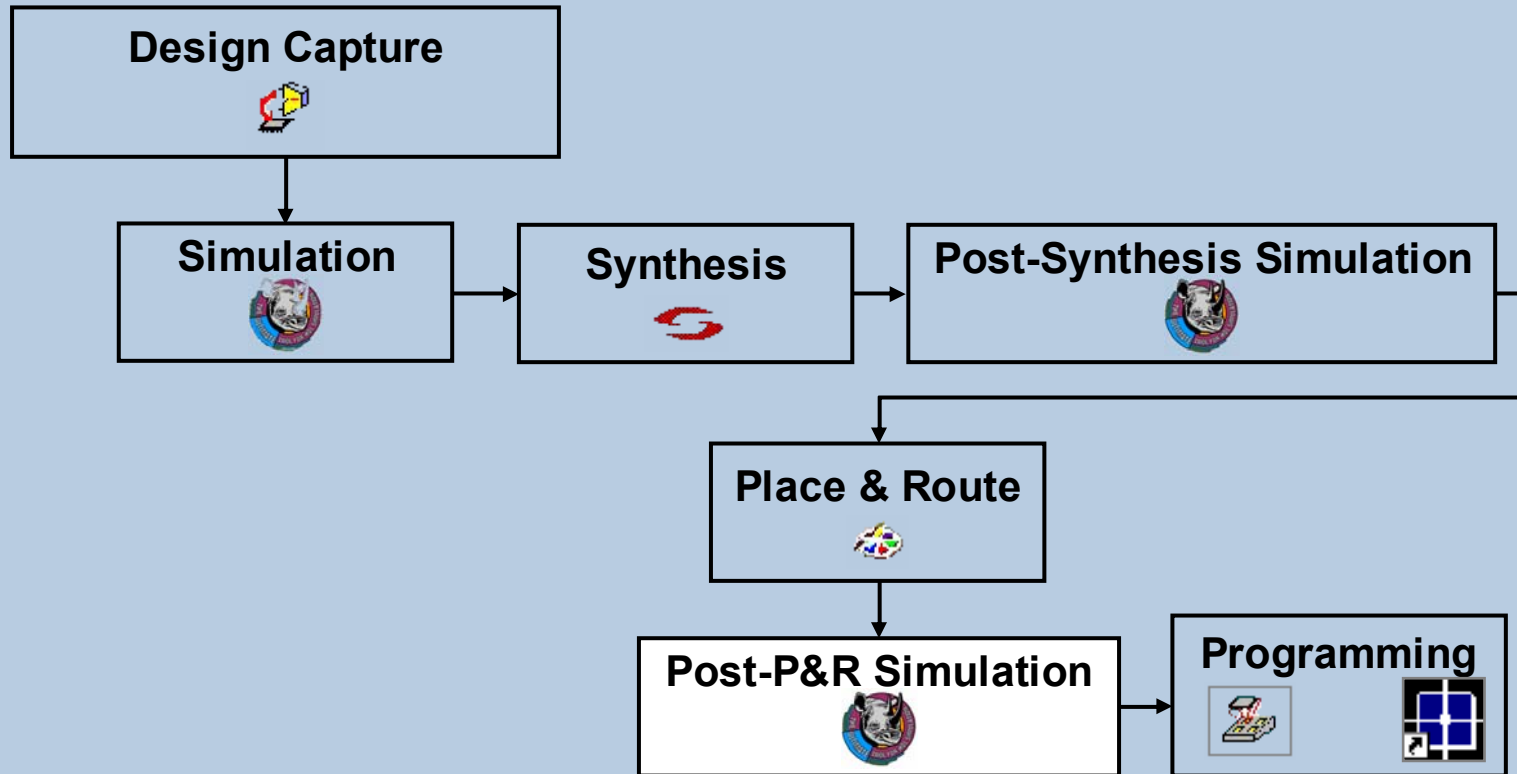 Design Capture
Simulation
Synthesis
Post-Synthesis Simulation
Place & Route
Post-P&R Simulation
Programming